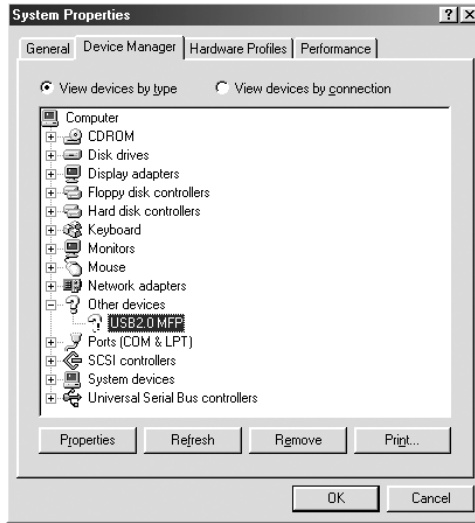 System Properties
General Device Manager Hardware Profiles Performance
View devices by type View devices by connection
Computer
CDROM
Disk drives
Display adapters
Floppy disk controllers
Hard disk controllers
Keyboard
Monitors
Mouse
Network adapters
Other devices
USB2.0 MFP
Ports (COM & LPT)
SCSI controllers
System devices
Universal Serial Bus controllers
Properties Refresh Remove Print...
OK Cancel